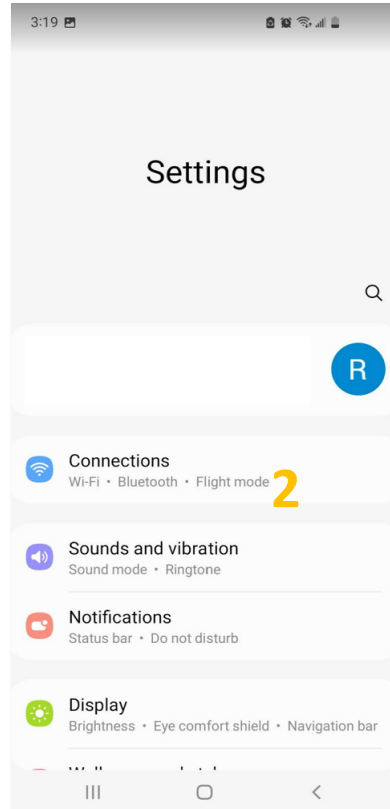 3:19
Settings
R
Connections
Wi-Fi • Bluetooth • Flight mode
2
Sounds and vibration
Sound mode • Ringtone
Notifications
Status bar • Do not disturb
Display
Brightness • Eye comfort shield • Navigation bar